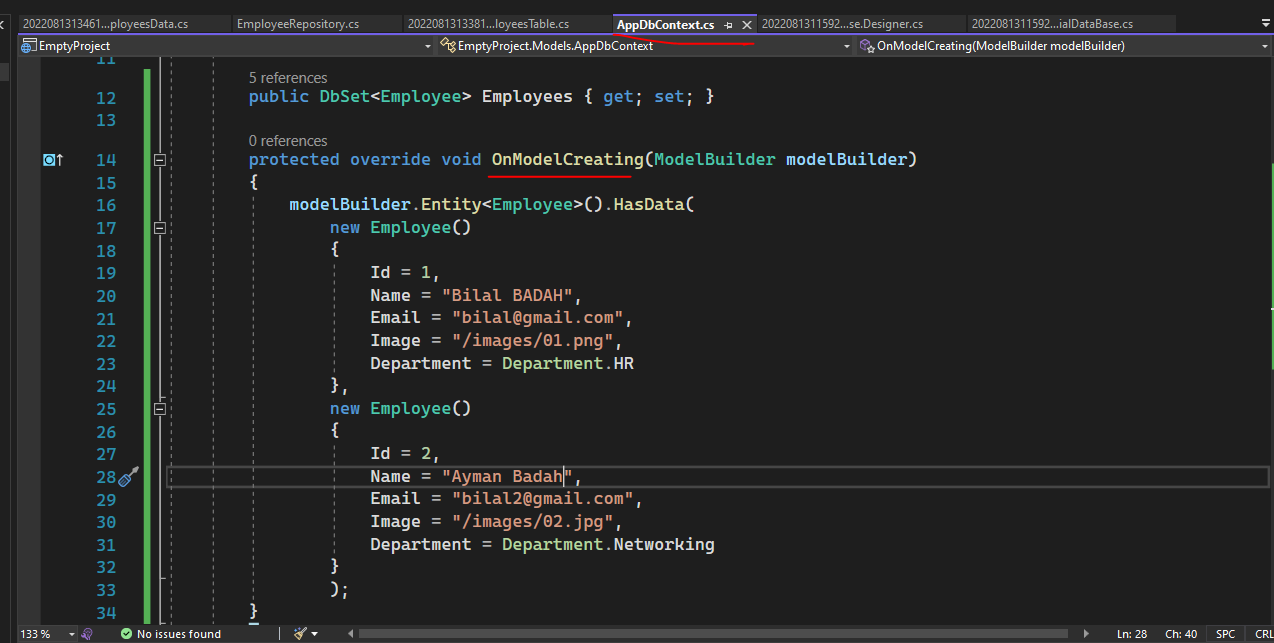 2022081313461...ployeesData.cs EmployeeRepository.cs 2022081313381...loyeesTable.cs AppDbContext.cs 2022081311592...se.Designer.cs 2022081311592...ialDataBase.cs
EmptyProject EmptyProject.Models.AppDbContext OnModelCreating(ModelBuilder modelBuilder)
11
5 references
12 public DbSet<Employee> Employees { get; set; }
13
0 references
14 protected override void OnModelCreating(ModelBuilder modelBuilder)
15 {
16 modelBuilder.Entity<Employee>().HasData(
17 new Employee()
18 {
19 Id = 1,
20 Name = "Bilal BADAH",
21 Email = "bilal@gmail.com",
22 Image = "/images/01.png",
23 Department = Department.HR
24 },
25 new Employee()
26 {
27 Id = 2,
28 Name = "Ayman Badah",
29 Email = "bilal2@gmail.com",
30 Image = "/images/02.jpg",
31 Department = Department.Networking
32 }
33 );
34 }
133 % No issues found Ln: 28 Ch: 40 SPC CRL